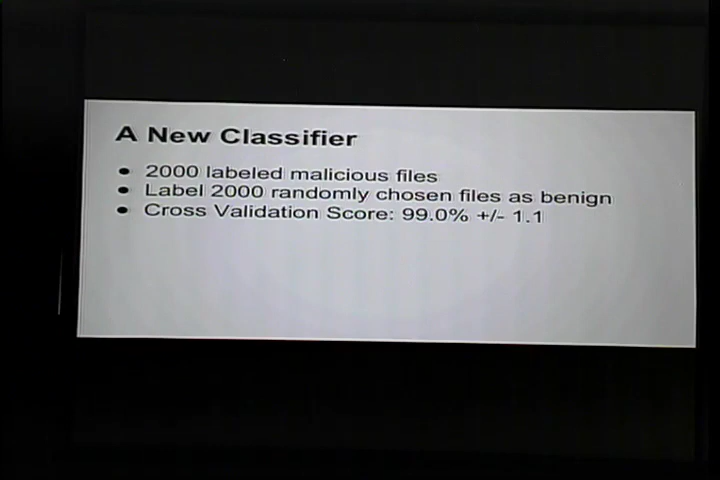 A New Classifier
• 2000 labeled malicious files
• Label 2000 randomly chosen files as benign
• Cross Validation Score: 99.0% +/- 1.1